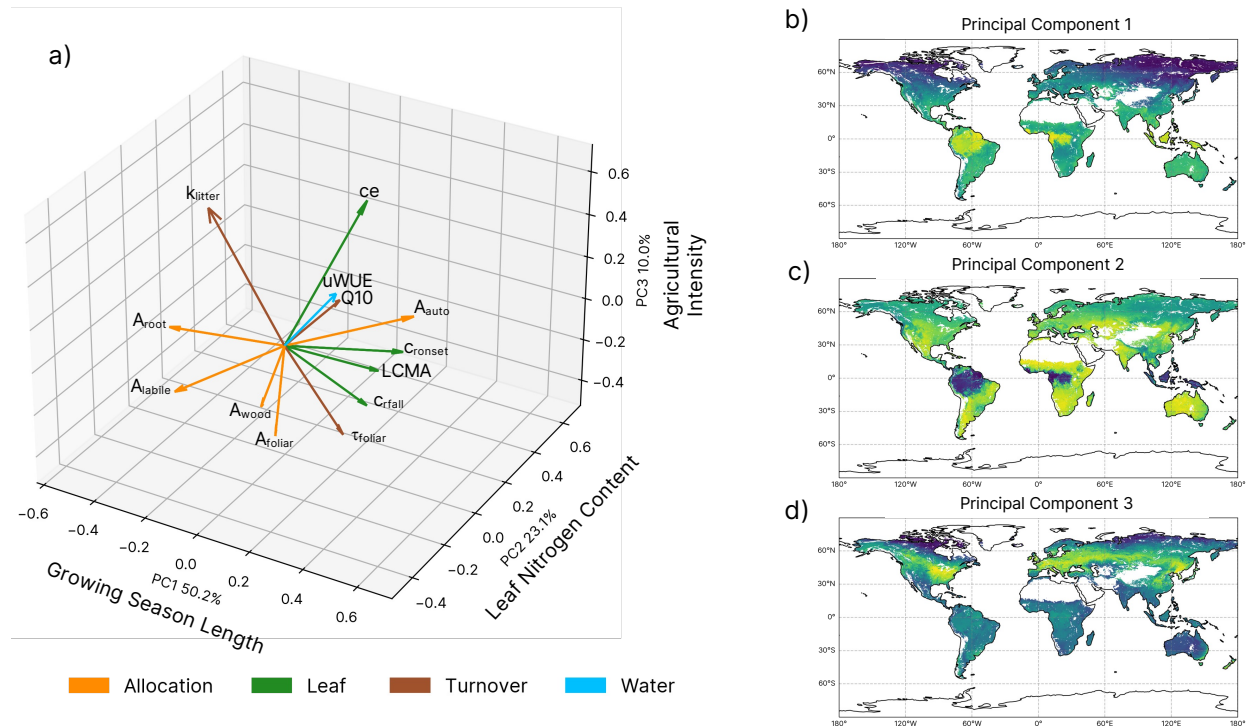 a)
k_litter
ce
uWUE
Q10
A_root
A_auto
c_ronset
LCMA
A_labile
A_wood
c_rfall
A_foliar
τ_foliar
0.6
0.4
0.2
0.0
−0.2
−0.4
PC3 10.0%
Agricultural
Intensity
−0.6
−0.4
−0.2
0.0
0.2
0.4
0.6
PC1 50.2%
Growing Season Length
−0.4
−0.2
0.0
0.2
0.4
0.6
PC2 23.1%
Leaf Nitrogen Content
Allocation
Leaf
Turnover
Water
b)
Principal Component 1
60°N
30°N
0°
30°S
60°S
180°
120°W
60°W
0°
60°E
120°E
180°
c)
Principal Component 2
60°N
30°N
0°
30°S
60°S
180°
120°W
60°W
0°
60°E
120°E
180°
d)
Principal Component 3
60°N
30°N
0°
30°S
60°S
180°
120°W
60°W
0°
60°E
120°E
180°